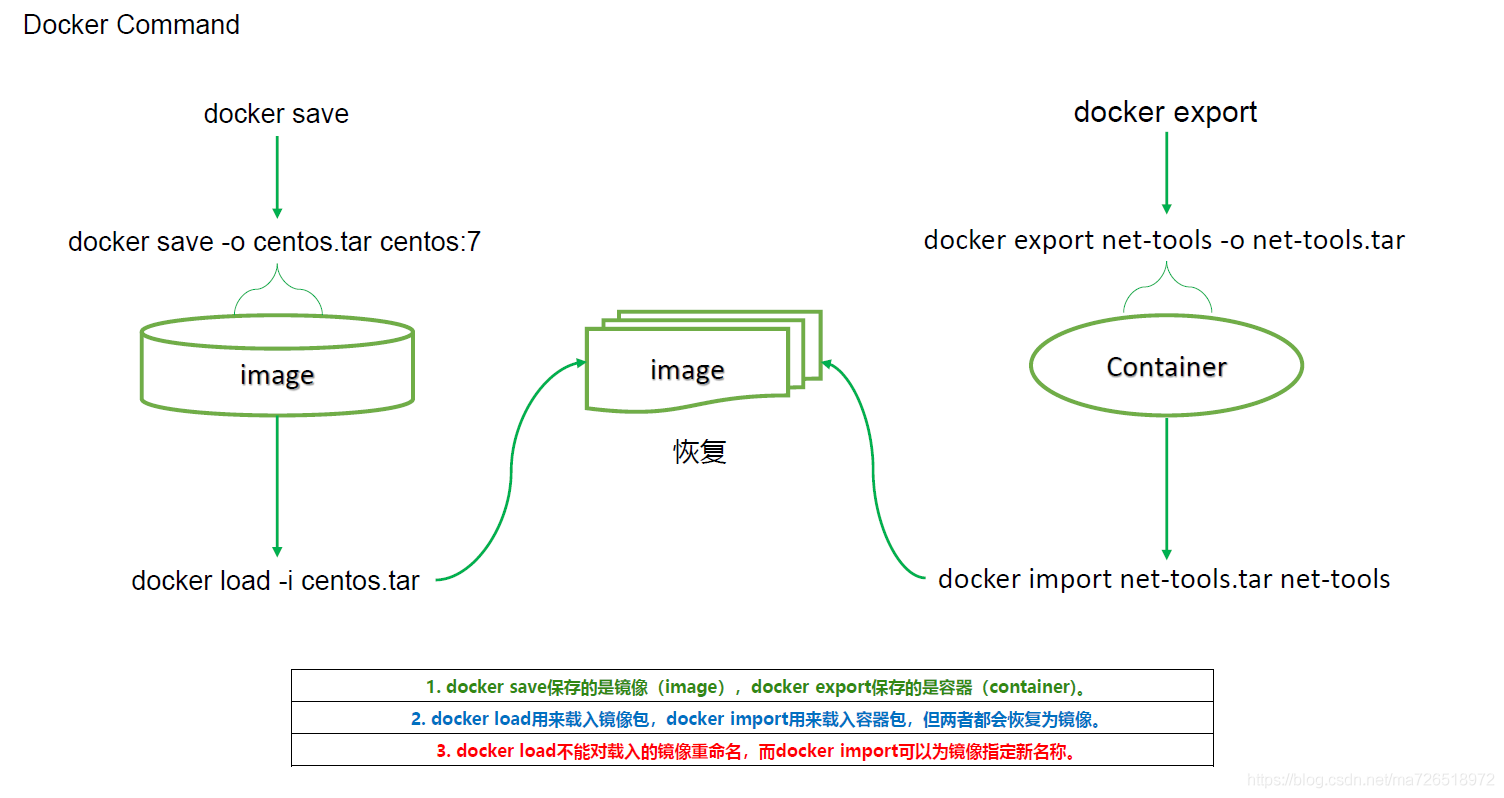 Docker Command
docker save
docker export
docker save -o centos.tar centos:7
docker export net-tools -o net-tools.tar
image
image
Container
恢复
docker load -i centos.tar
docker import net-tools.tar net-tools
1. docker save保存的是镜像（image），docker export保存的是容器（container)。
2. docker load用来载入镜像包，docker import用来载入容器包，但两者都会恢复为镜像。
3. docker load不能对载入的镜像重命名，而docker import可以为镜像指定新名称。
https://blog.csdn.net/ma726518972